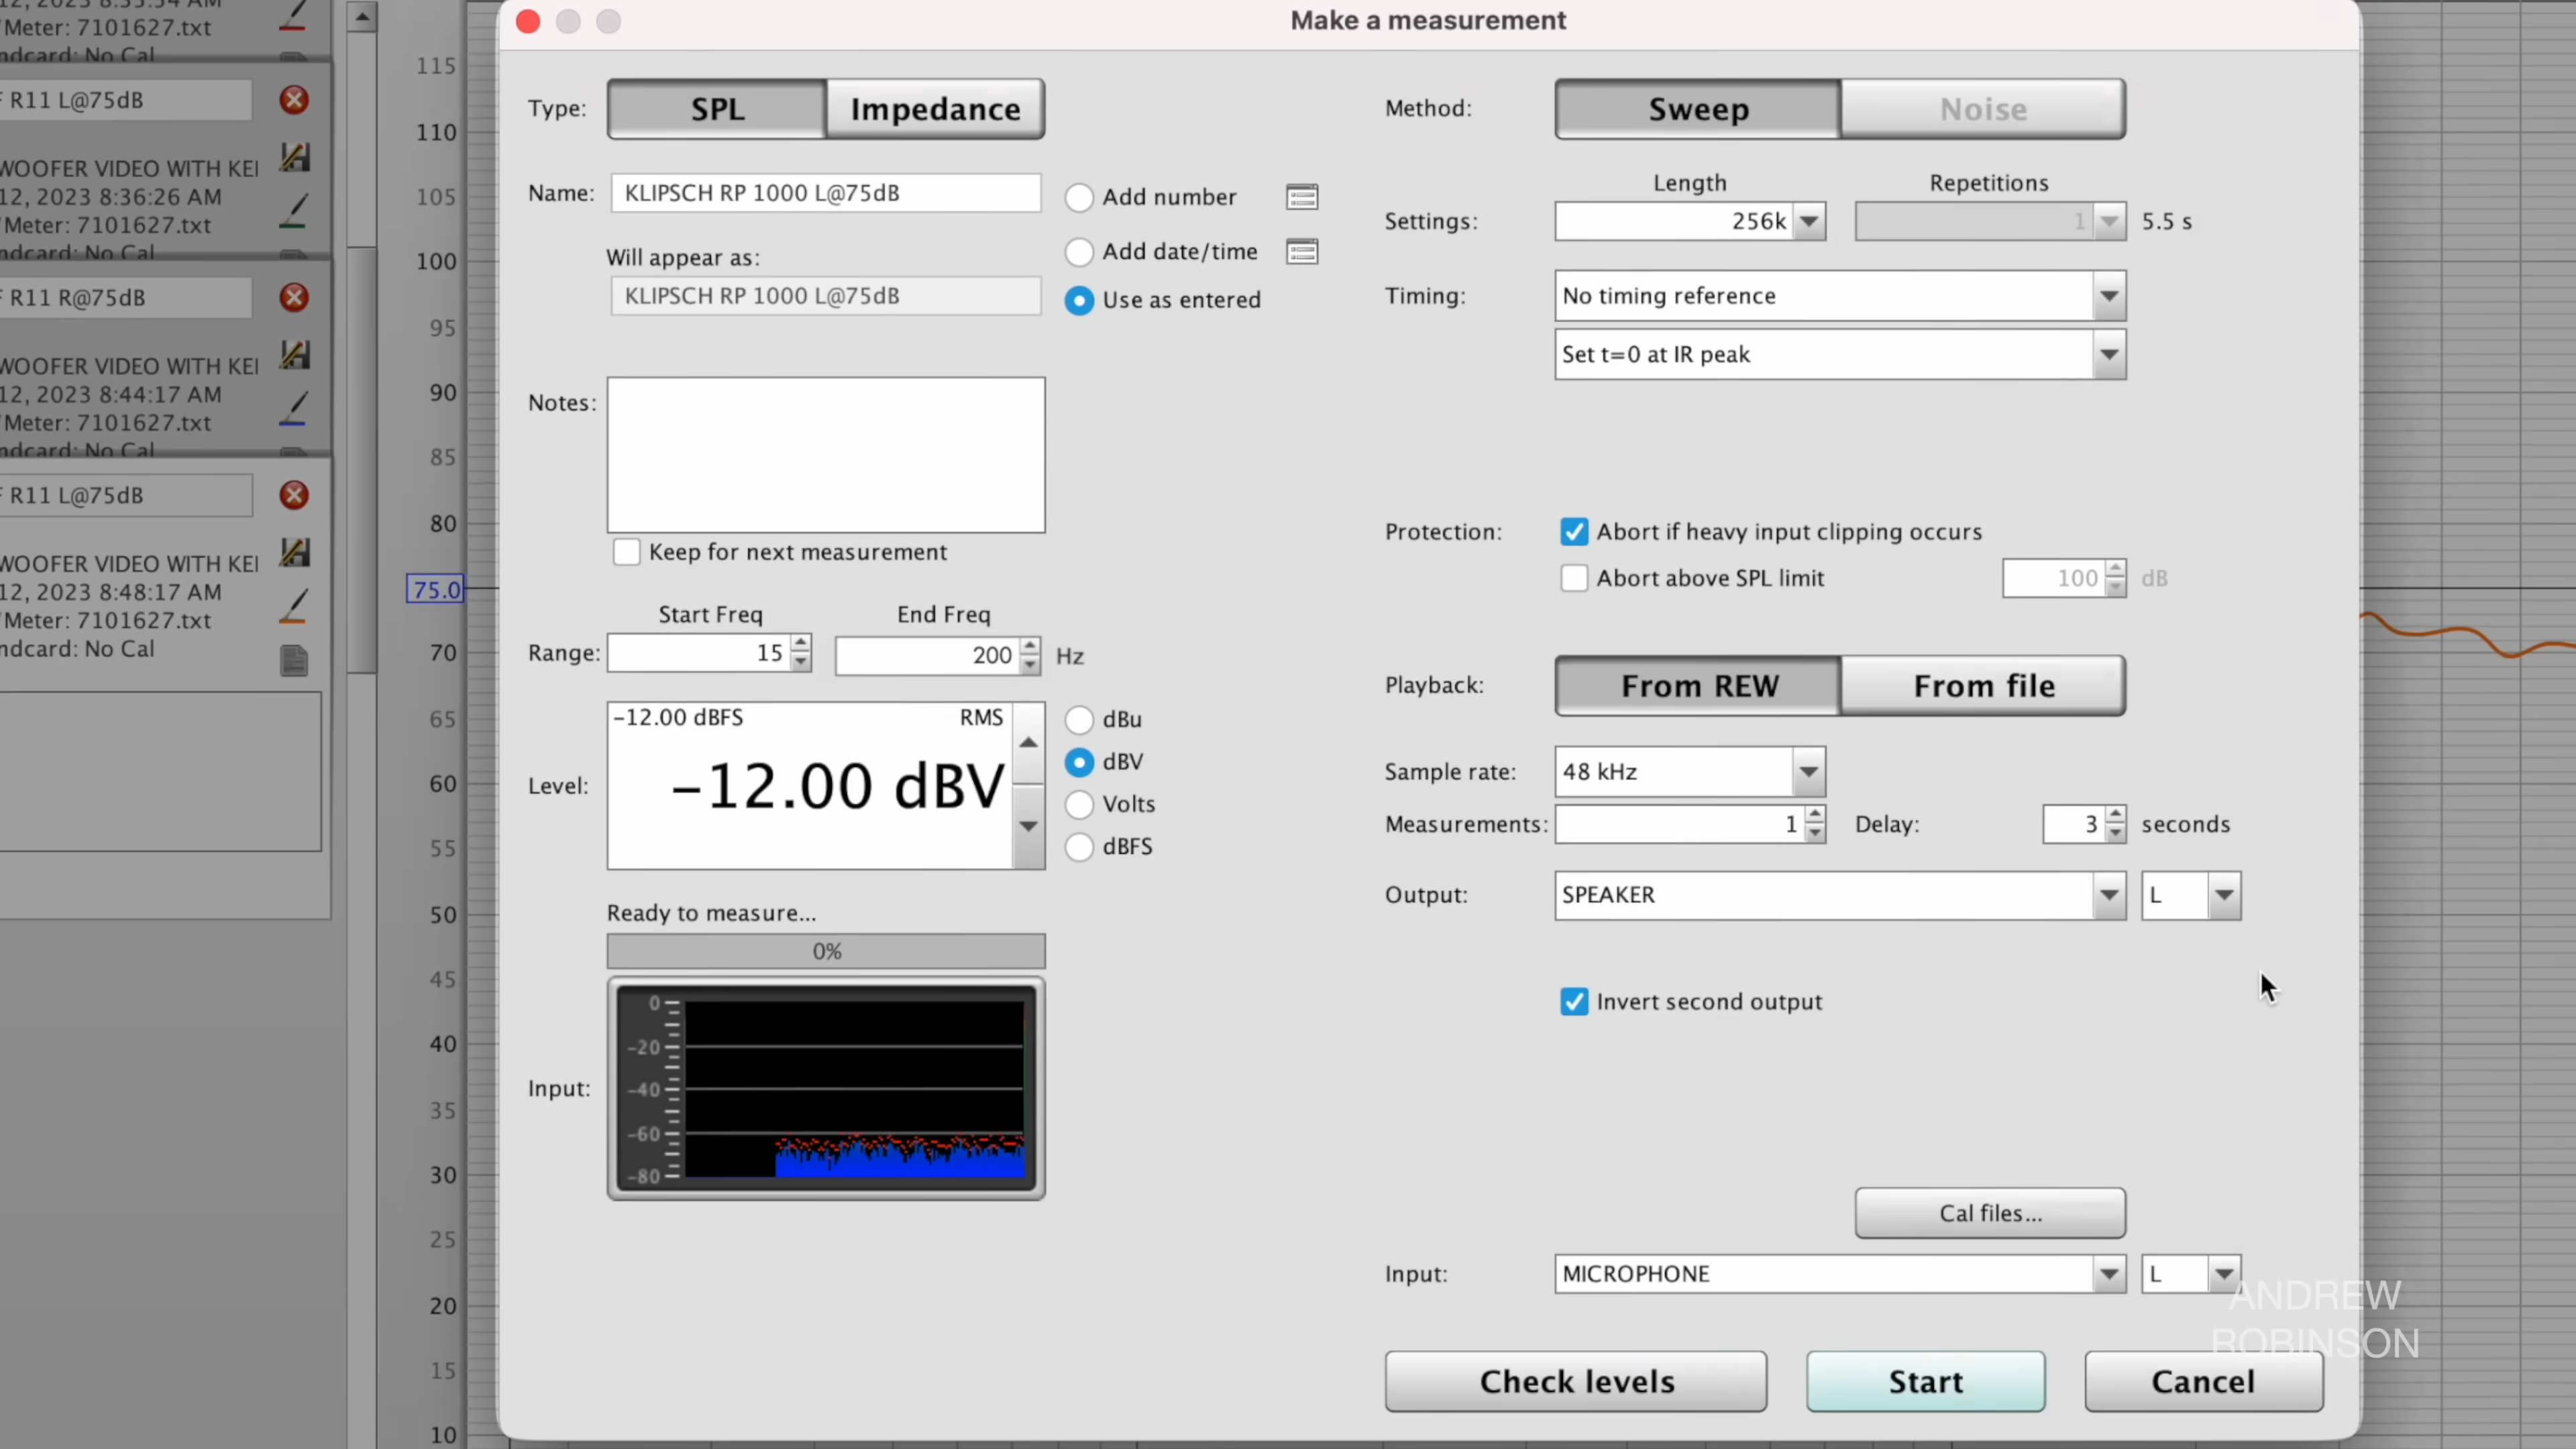 12, 2023 8:35:54 AM
/Meter: 7101627.txt
ndcard: No Cal
F R11 L@75dB
WOOFER VIDEO WITH KEI
12, 2023 8:36:26 AM
/Meter: 7101627.txt
ndcard: No Cal
F R11 R@75dB
WOOFER VIDEO WITH KEI
12, 2023 8:44:17 AM
/Meter: 7101627.txt
ndcard: No Cal
F R11 L@75dB
WOOFER VIDEO WITH KEI
12, 2023 8:48:17 AM
/Meter: 7101627.txt
ndcard: No Cal
115
110
105
100
95
90
85
80
75.0
70
65
60
55
50
45
40
35
30
25
20
15
10
Make a measurement
Type: SPL Impedance
Name: KLIPSCH RP 1000 L@75dB
Add number
Will appear as:
Add date/time
KLIPSCH RP 1000 L@75dB
Use as entered
Notes:
Keep for next measurement
Start Freq End Freq
Range: 15 200 Hz
-12.00 dBFS RMS
Level: -12.00 dBV
dBu
dBV
Volts
dBFS
Ready to measure...
0%
Input:
0
-20
-40
-60
-80
Method: Sweep Noise
Length Repetitions
Settings: 256k 1 5.5 s
Timing: No timing reference
Set t=0 at IR peak
Protection: Abort if heavy input clipping occurs
Abort above SPL limit 100 dB
Playback: From REW From file
Sample rate: 48 kHz
Measurements: 1 Delay: 3 seconds
Output: SPEAKER L
Invert second output
Cal files...
Input: MICROPHONE L
Check levels Start Cancel
ANDREW
ROBINSON